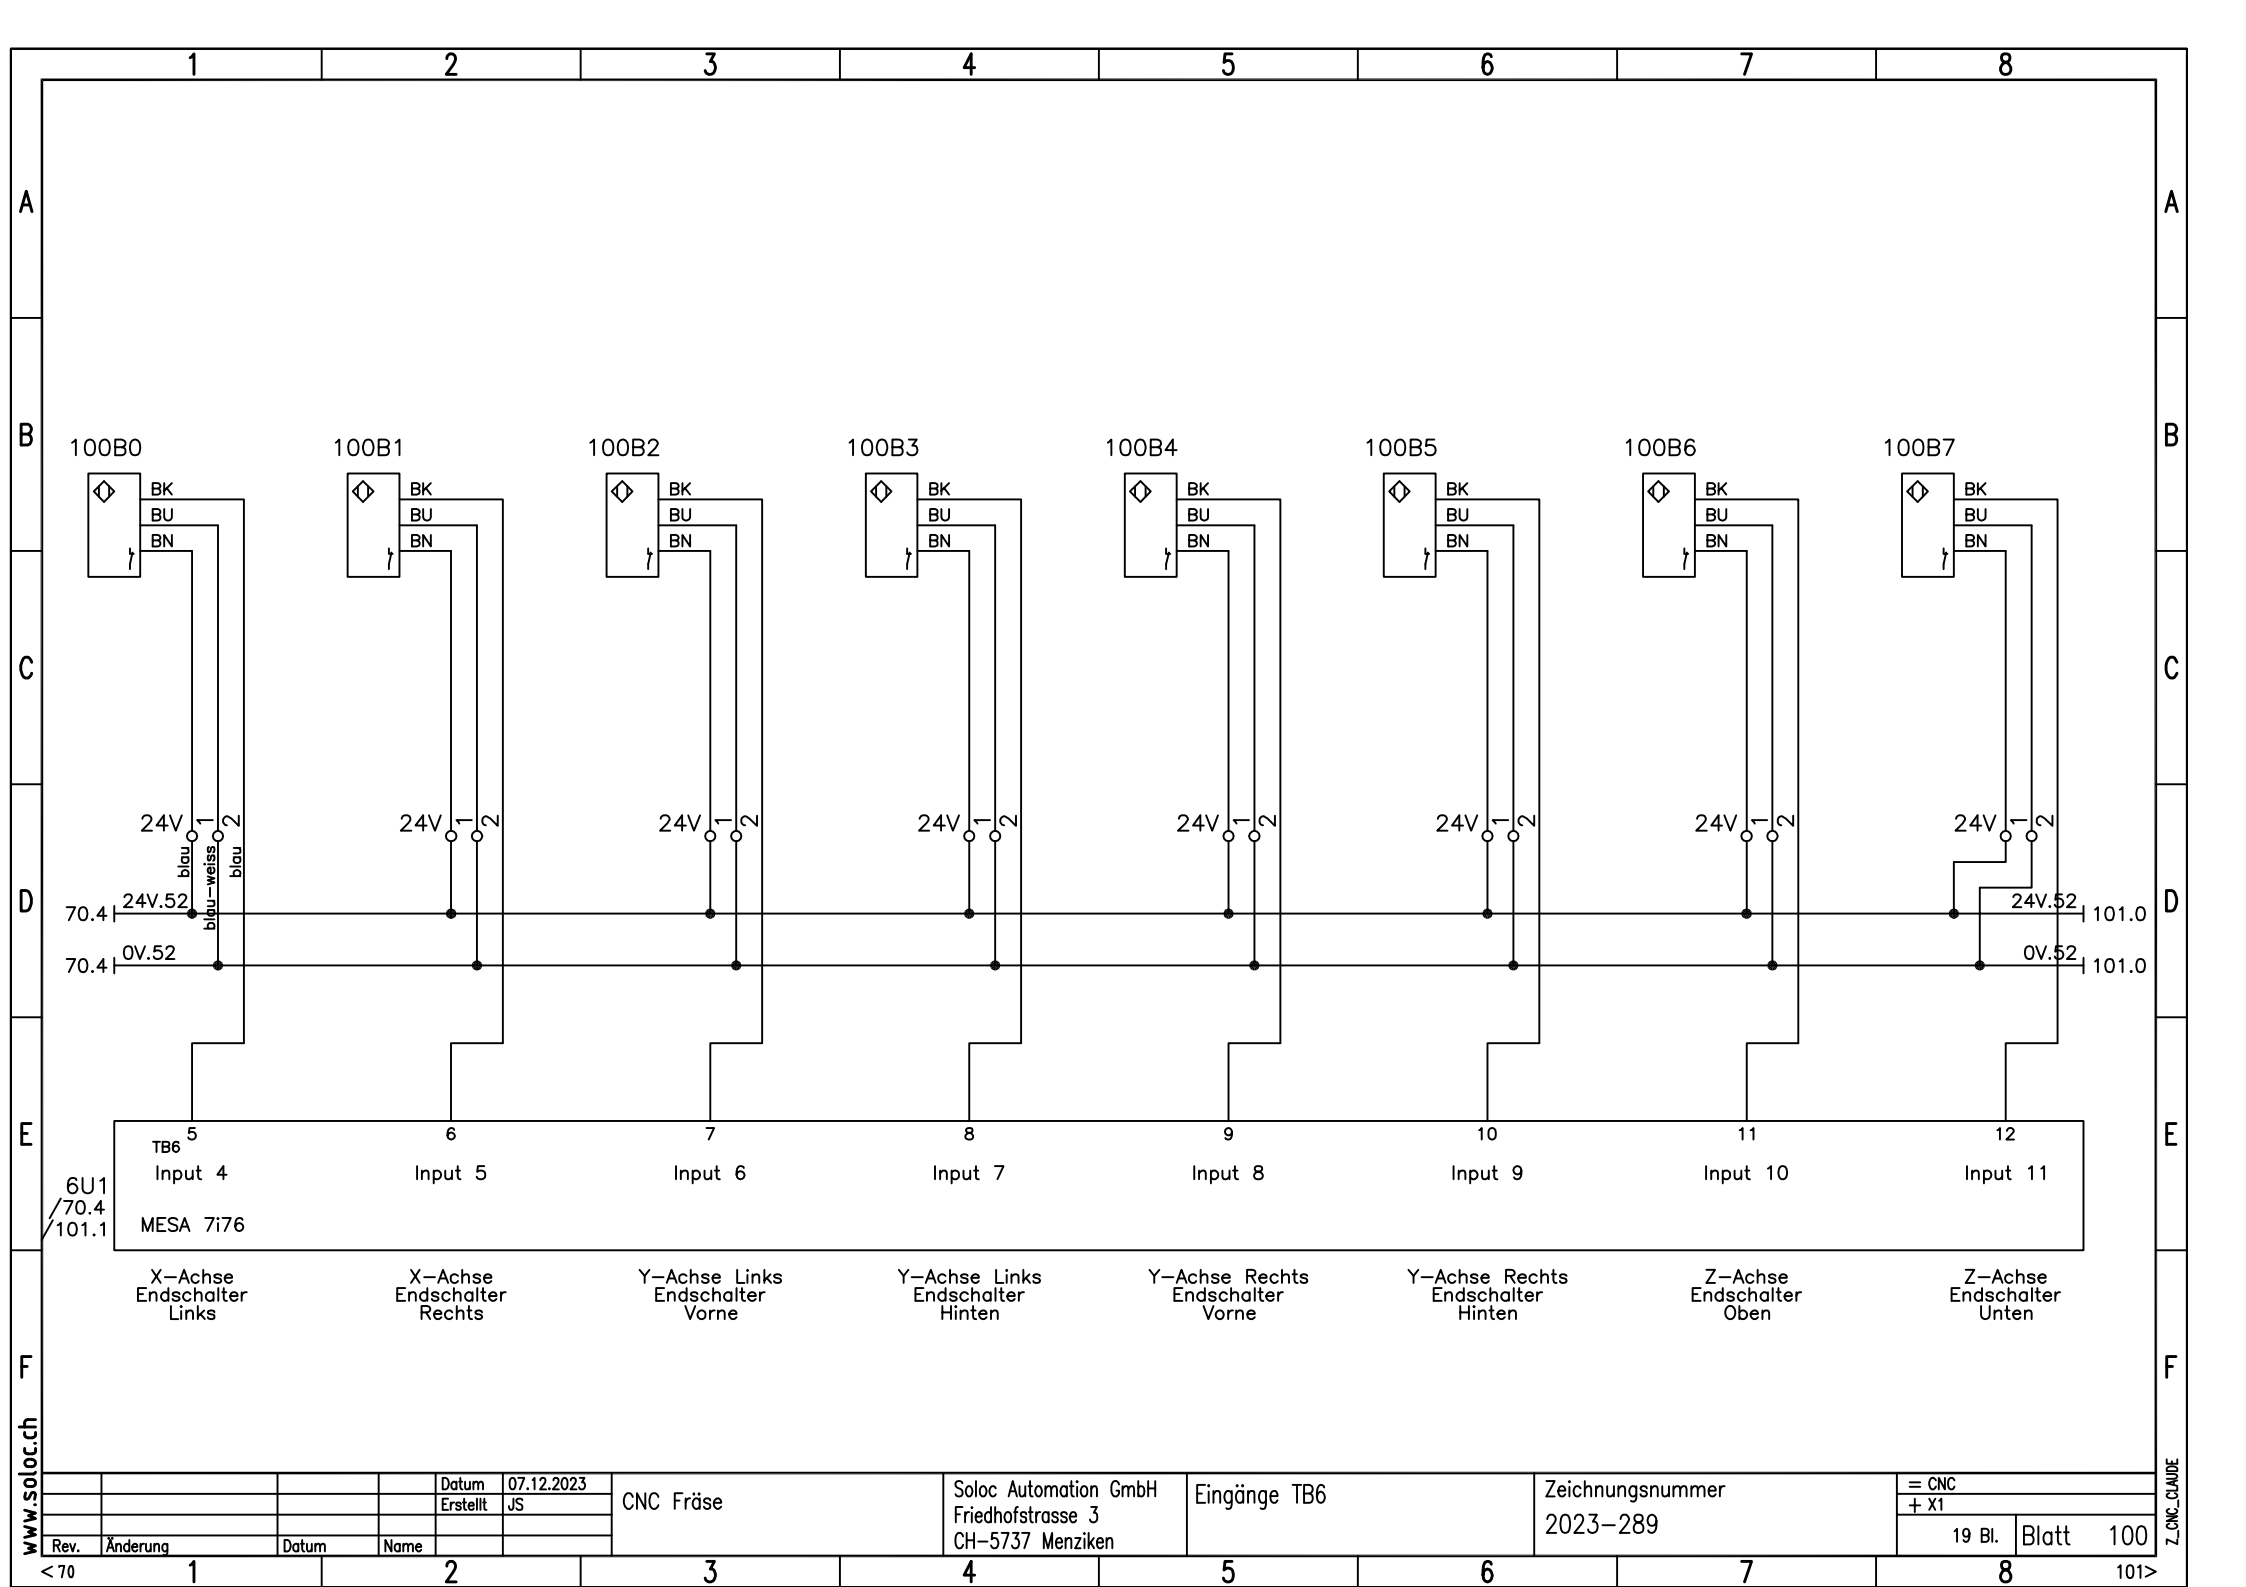 1 2 3 4 5 6 7 8
A A
B B
100B0 100B1 100B2 100B3 100B4 100B5 100B6 100B7
BK BK BK BK BK BK BK BK
BU BU BU BU BU BU BU BU
BN BN BN BN BN BN BN BN
C C
24V 1 2 24V 1 2 24V 1 2 24V 1 2 24V 1 2 24V 1 2 24V 1 2 24V 1 2
blau blau-weiss blau
D D
70.4 24V.52 24V.52 101.0
70.4 0V.52 0V.52 101.0
E E
5 6 7 8 9 10 11 12
TB6
Input 4 Input 5 Input 6 Input 7 Input 8 Input 9 Input 10 Input 11
6U1
/70.4
/101.1
MESA 7i76
X-Achse X-Achse Y-Achse Links Y-Achse Links Y-Achse Rechts Y-Achse Rechts Z-Achse Z-Achse
Endschalter Endschalter Endschalter Endschalter Endschalter Endschalter Endschalter Endschalter
Links Rechts Vorne Hinten Vorne Hinten Oben Unten
F F
www.soloc.ch
Z_CNC_CLAUDE
Datum 07.12.2023
Erstellt JS
Rev. Änderung Datum Name
CNC Fräse
Soloc Automation GmbH
Friedhofstrasse 3
CH-5737 Menziken
Eingänge TB6
Zeichnungsnummer
2023-289
= CNC
+ X1
19 Bl. Blatt 100
<70 1 2 3 4 5 6 7 8 101>